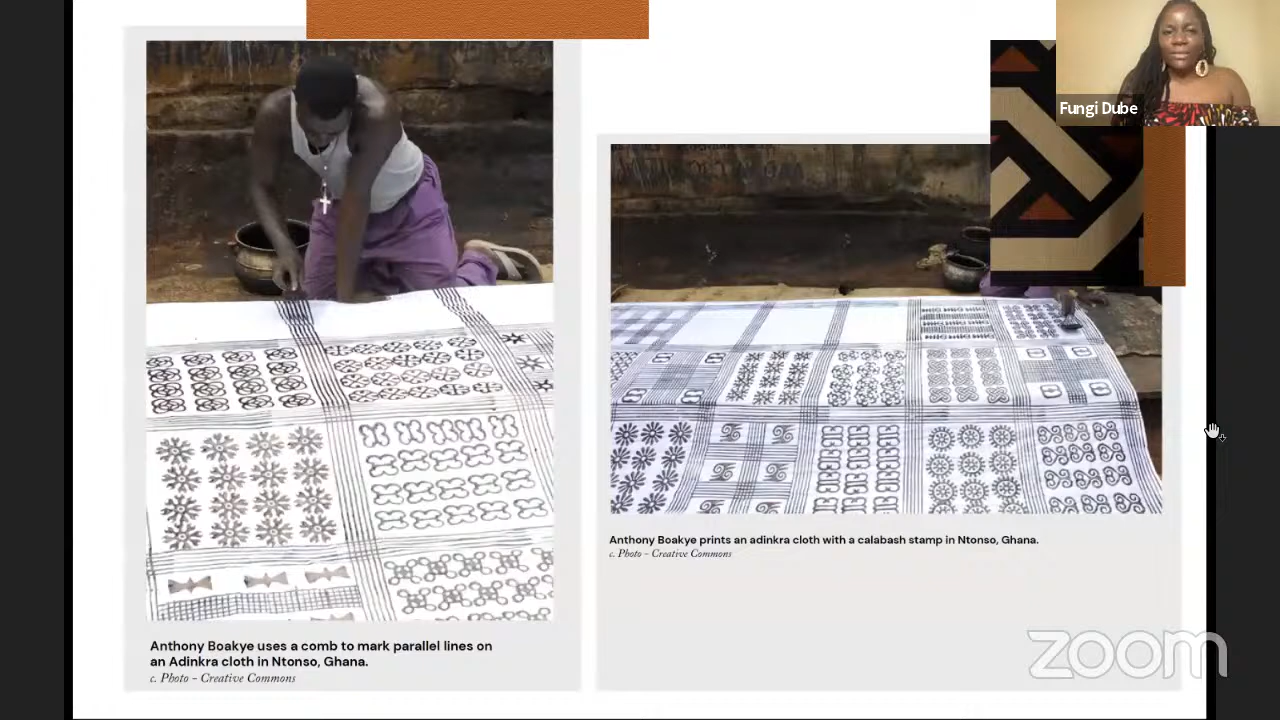 Fungi Dube
Anthony Boakye prints an adinkra cloth with a calabash stamp in Ntonso, Ghana.
c. Photo - Creative Commons
Anthony Boakye uses a comb to mark parallel lines on
an Adinkra cloth in Ntonso, Ghana.
c. Photo - Creative Commons
zoom